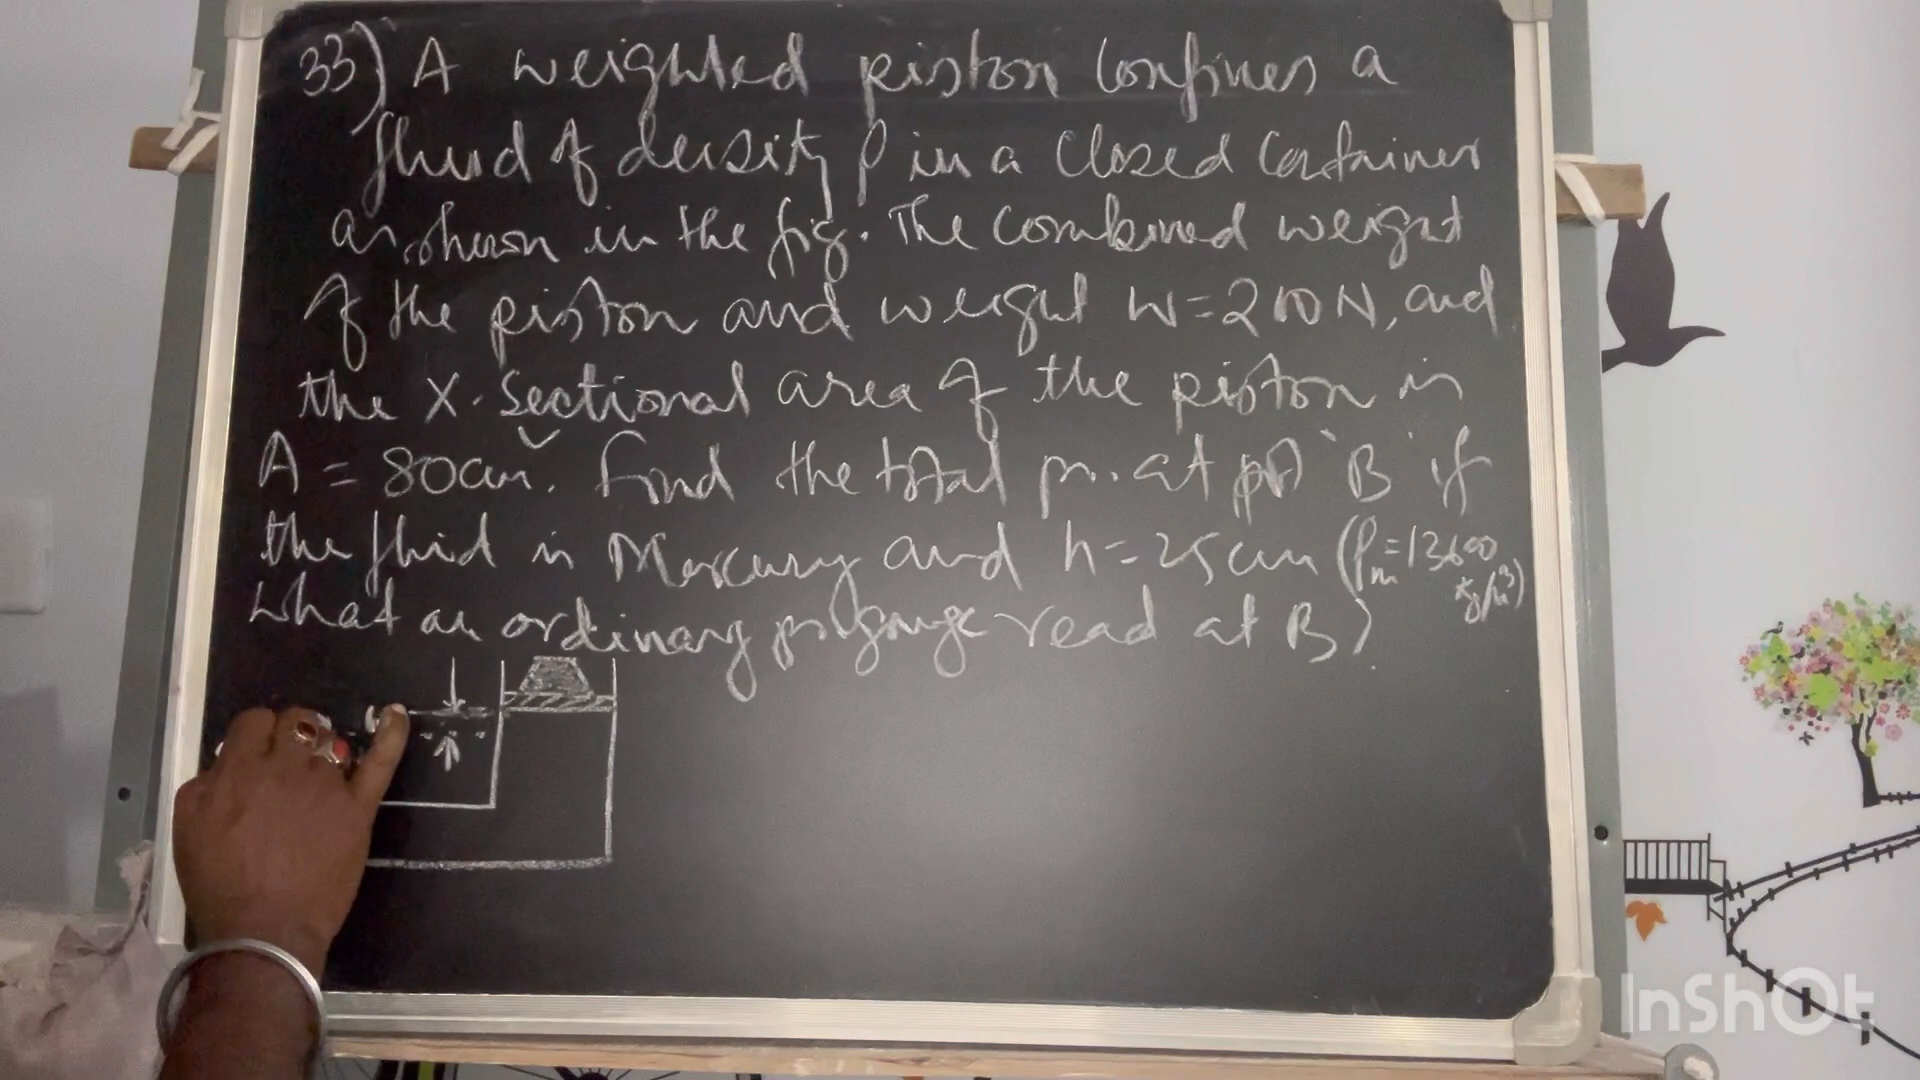 33) A weighted piston confines a
fluid of density ρ in a closed container
as shown in the fig. The combined weight
of the piston and weight W=200N, and
the X-sectional area of the piston is
A = 80cm². Find the total pr. at pt 'B' if
the fluid is Mercury and h=25cm (ρm=13600
kg/m³)
What an ordinary pr. gauge read at B?
InShOt